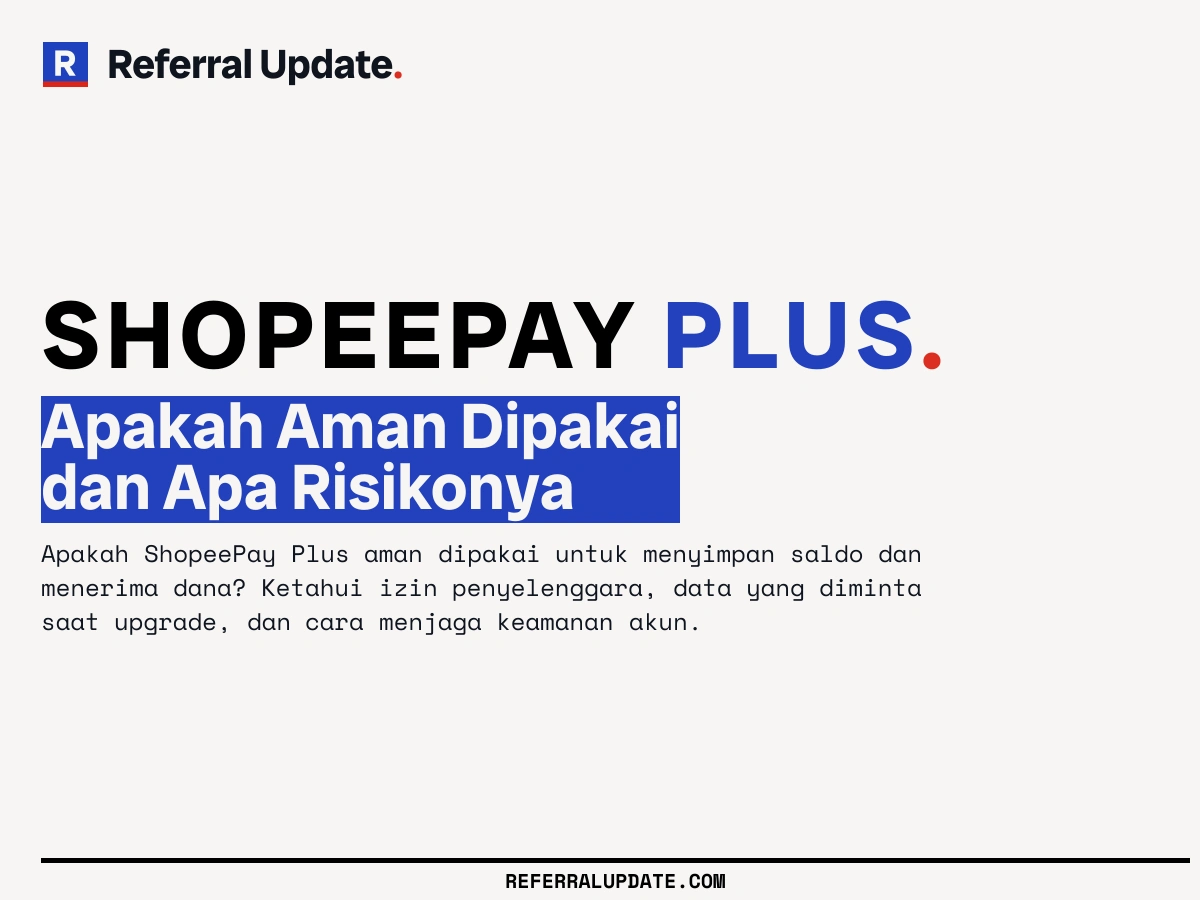 R Referral Update.
SHOPEEPAY PLUS.
Apakah Aman Dipakai
dan Apa Risikonya
Apakah ShopeePay Plus aman dipakai untuk menyimpan saldo dan
menerima dana? Ketahui izin penyelenggara, data yang diminta
saat upgrade, dan cara menjaga keamanan akun.
REFERRALUPDATE.COM